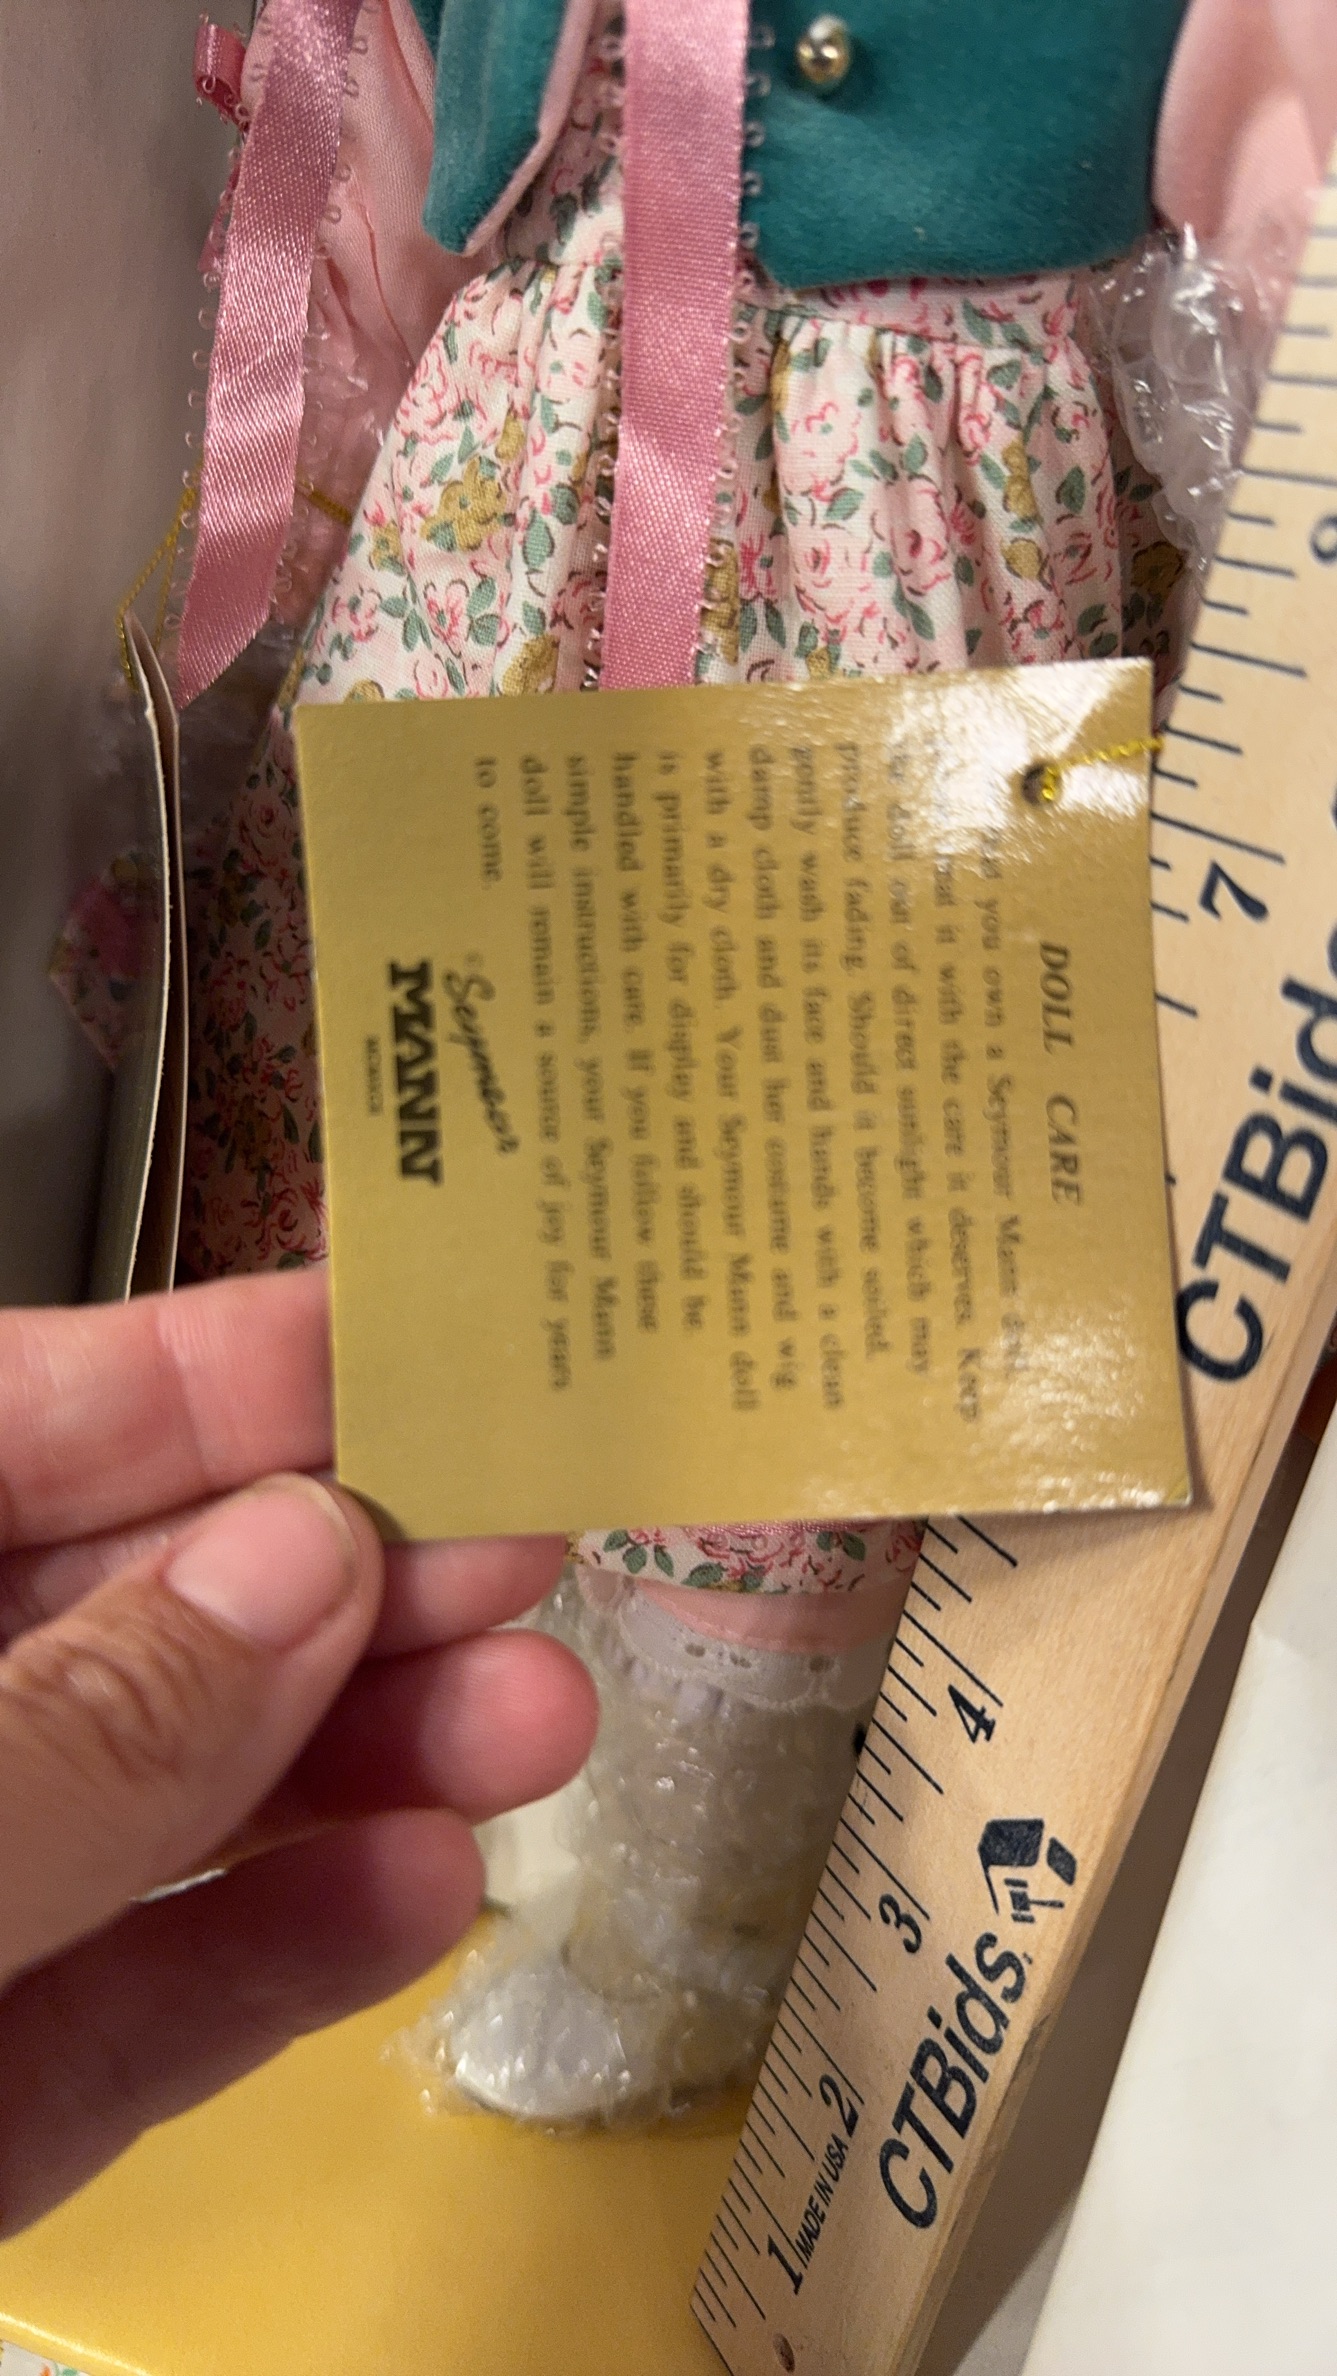 DOLL CARE
you own a Seymour Mann doll,
it with the care it deserves. Keep
doll out of direct sunlight which may
produce fading. Should it become soiled,
gently wash its face and hands with a clean
damp cloth and dust her costume and wig
with a dry cloth. Your Seymour Mann doll
is primarily for display and should be
handled with care. If you follow these
simple instructions, your Seymour Mann
doll will remain a source of joy for years
to come.
© Seymour
MANN
CTBids
7
4
3
2
1
MADE IN USA
CTBids.